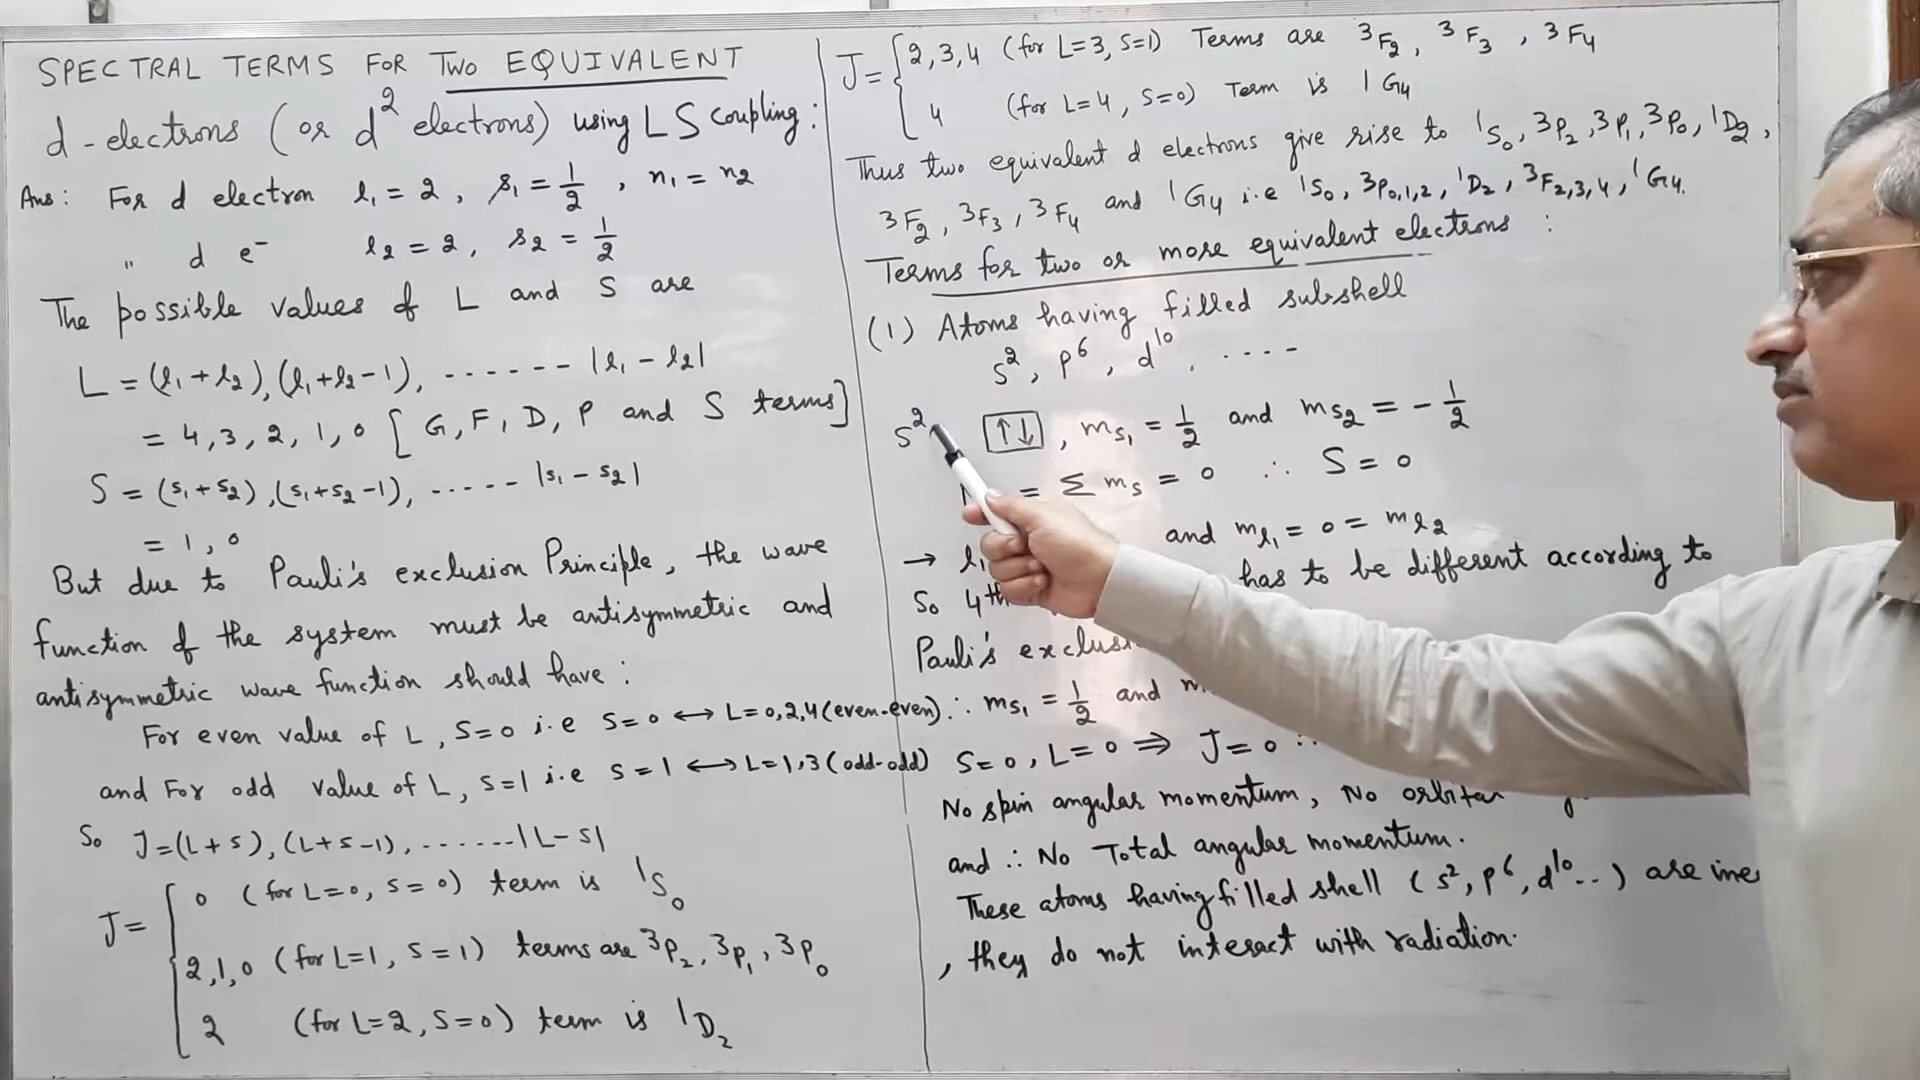 SPECTRAL TERMS FOR TWO EQUIVALENT
d-electrons (or d² electrons) using LS coupling:
Ans: For d electron l₁ = 2, s₁ = 1/2, n₁ = n₂
" d e⁻ l₂ = 2, s₂ = 1/2
The possible values of L and S are
L = (l₁ + l₂), (l₁+l₂-1), ------ |l₁ - l₂|
= 4, 3, 2, 1, 0 [G, F, D, P and S terms]
S = (s₁ + s₂), (s₁+s₂-1), ----- |s₁ - s₂|
= 1, 0
But due to Pauli's exclusion Principle, the wave
function of the system must be antisymmetric and
antisymmetric wave function should have:
For even value of L, S=0 i.e S=0 ↔ L=0,2,4 (even-even)
and For odd value of L, S=1 i.e S=1 ↔ L=1,3 (odd-odd)
So J=(L+S), (L+S-1), ------ |L-S|
J = { 0 (for L=0, S=0) term is ¹S₀
2,1,0 (for L=1, S=1) terms are ³P₂, ³P₁, ³P₀
2 (for L=2, S=0) term is ¹D₂
J = { 2,3,4 (for L=3, S=1) Terms are ³F₂, ³F₃, ³F₄
4 (for L=4, S=0) Term is ¹G₄
Thus two equivalent d electrons give rise to ¹S₀, ³P₂, ³P₁, ³P₀, ¹D₂,
³F₂, ³F₃, ³F₄ and ¹G₄ i.e ¹S₀, ³P₀,₁,₂, ¹D₂, ³F₂,₃,₄, ¹G₄.
Terms for two or more equivalent electrons:
(1) Atoms having filled subshell
s², p⁶, d¹⁰, ----
s² ↑↓, mₛ₁ = 1/2 and mₛ₂ = -1/2
= Σ mₛ = 0 ∴ S = 0
→ l₁ and mₗ₁ = 0 = mₗ₂
So 4th has to be different according to
Pauli's
∴ mₛ₁ = 1/2 and
S=0, L=0 ⇒ J=0
No spin angular momentum, No
and ∴ No Total angular momentum.
These atoms having filled shell (s², p⁶, d¹⁰..) are
, they do not interact with radiation.